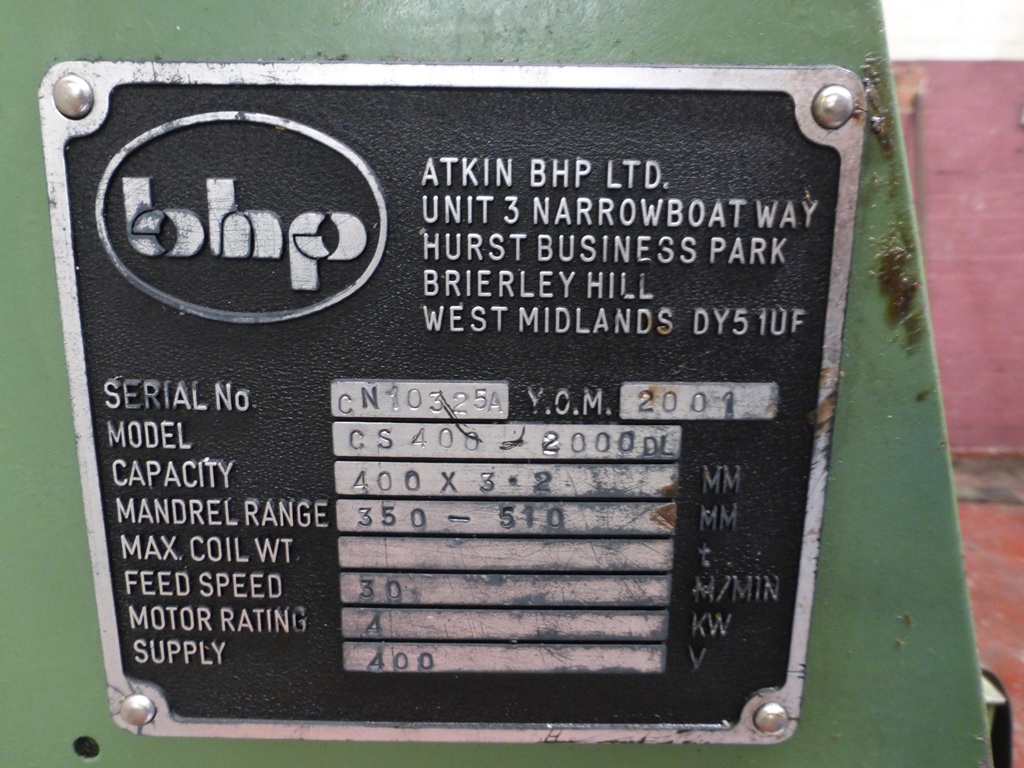 bhp
ATKIN BHP LTD.
UNIT 3 NARROWBOAT WAY
HURST BUSINESS PARK
BRIERLEY HILL
WEST MIDLANDS DY5 1UF
SERIAL No. CN10325A Y.O.M. 2001
MODEL CS 400 - 2000DL
CAPACITY 400 X 3.2 MM
MANDREL RANGE 350 - 510 MM
MAX. COIL WT. t
FEED SPEED 30 M/MIN
MOTOR RATING 4 KW
SUPPLY 400 V